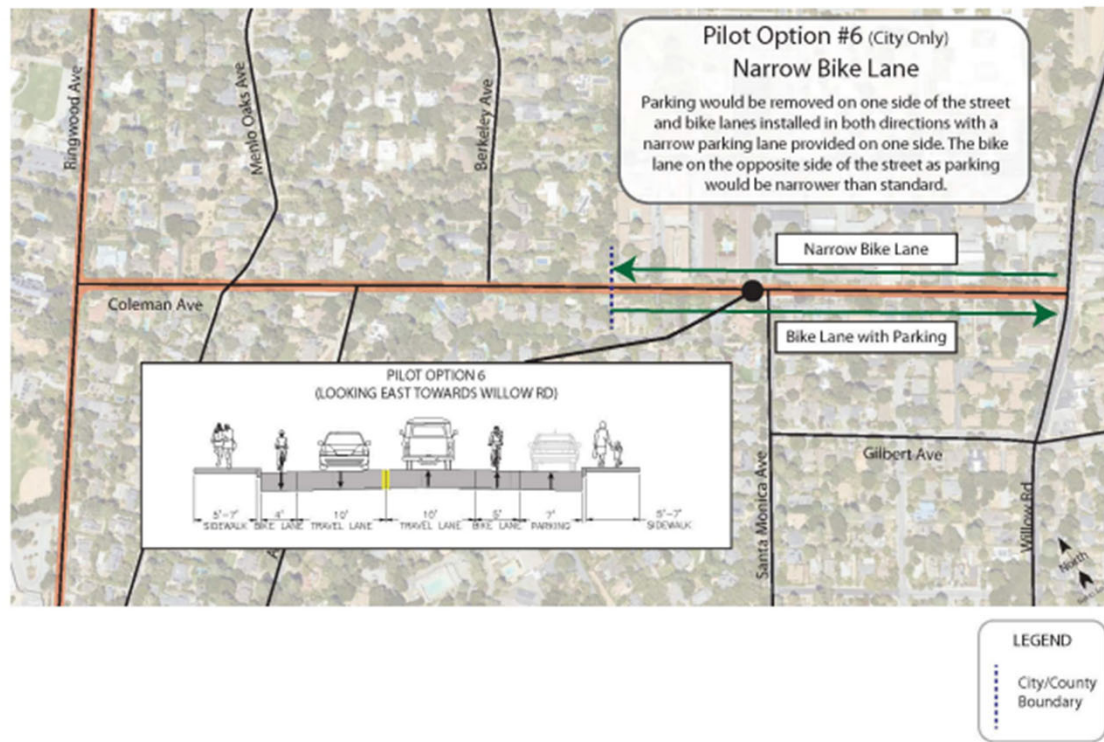 Pilot Option #6 (City Only)
Narrow Bike Lane
Parking would be removed on one side of the street
and bike lanes installed in both directions with a
narrow parking lane provided on one side. The bike
lane on the opposite side of the street as parking
would be narrower than standard.
Ringwood Ave
Menlo Oaks Ave
Berkeley Ave
Narrow Bike Lane
Coleman Ave
Bike Lane with Parking
PILOT OPTION 6
(LOOKING EAST TOWARDS WILLOW RD)
5'-7' 4' 10' 10' 5' 7' 5'-7'
SIDEWALK BIKE LANE TRAVEL LANE TRAVEL LANE BIKE LANE PARKING SIDEWALK
Gilbert Ave
Santa Monica Ave
Willow Rd
North
LEGEND
City/County
Boundary